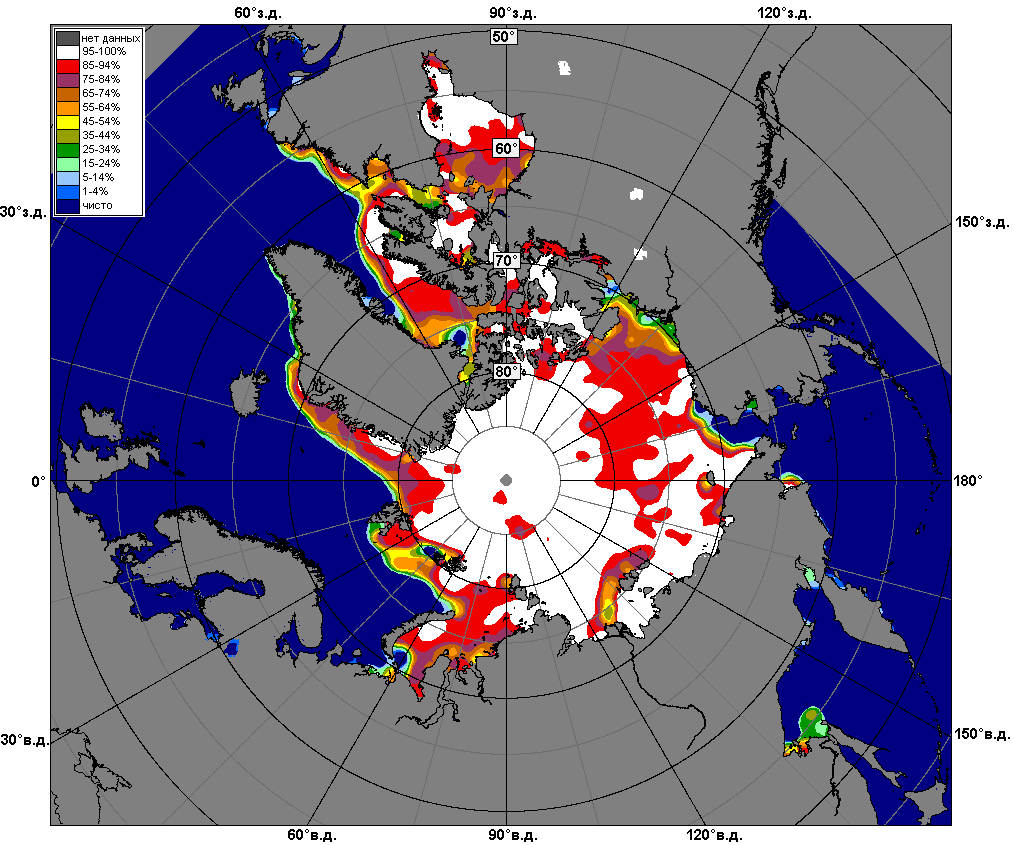 60°з.д.
90°з.д.
120°з.д.
нет данных
95-100%
85-94%
75-84%
65-74%
55-64%
45-54%
35-44%
25-34%
15-24%
5-14%
1-4%
чисто
50°
60°
70°
80°
30°з.д.
150°з.д.
0°
180°
30°в.д.
150°в.д.
60°в.д.
90°в.д.
120°в.д.